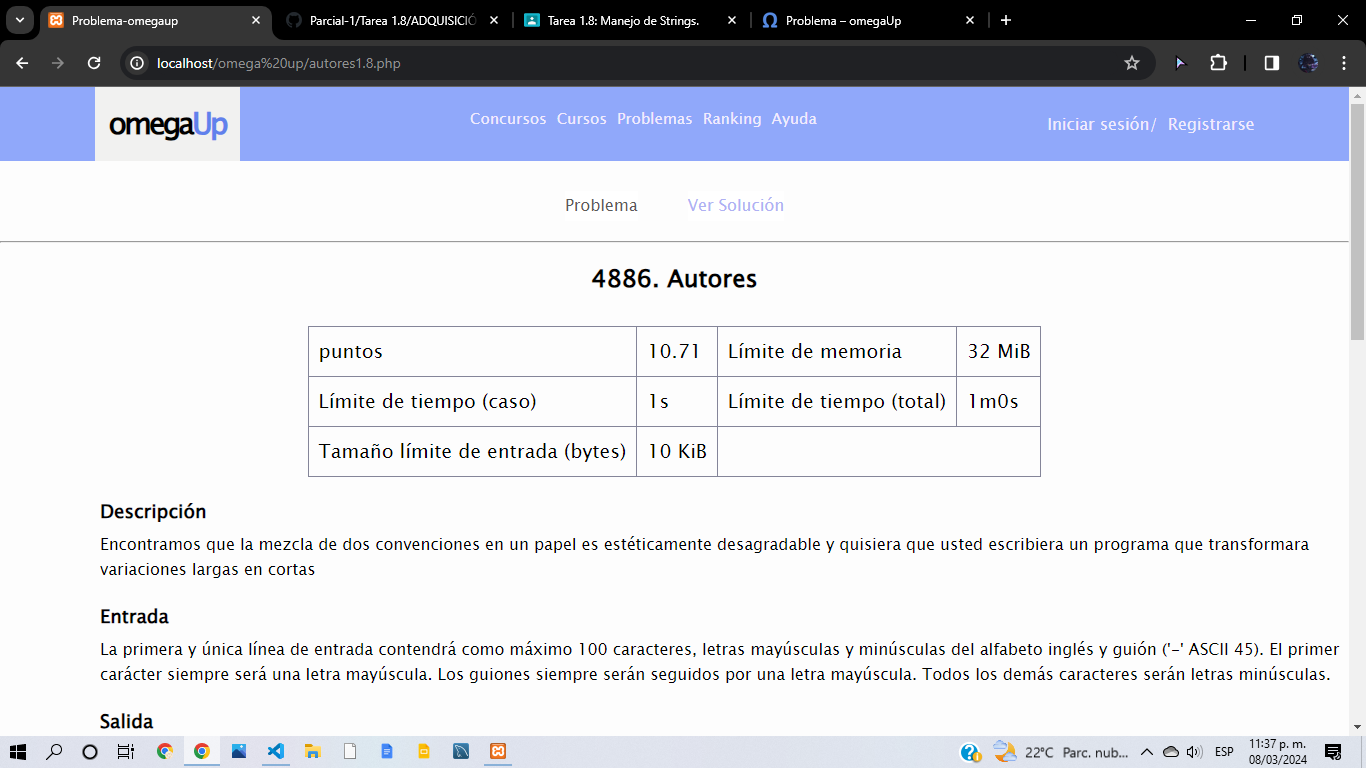 Problema-omegaup
Parcial-1/Tarea 1.8/ADQUISICIÓ
Tarea 1.8: Manejo de Strings.
Problema – omegaUp
localhost/omega%20up/autores1.8.php
omegaUp
Concursos Cursos Problemas Ranking Ayuda
Iniciar sesión/ Registrarse
Problema
Ver Solución
4886. Autores
puntos 10.71 Límite de memoria 32 MiB
Límite de tiempo (caso) 1s Límite de tiempo (total) 1m0s
Tamaño límite de entrada (bytes) 10 KiB
Descripción
Encontramos que la mezcla de dos convenciones en un papel es estéticamente desagradable y quisiera que usted escribiera un programa que transformara
variaciones largas en cortas
Entrada
La primera y única línea de entrada contendrá como máximo 100 caracteres, letras mayúsculas y minúsculas del alfabeto inglés y guión ('-' ASCII 45). El primer
carácter siempre será una letra mayúscula. Los guiones siempre serán seguidos por una letra mayúscula. Todos los demás caracteres serán letras minúsculas.
Salida
22°C Parc. nub...
ESP
11:37 p. m.
08/03/2024